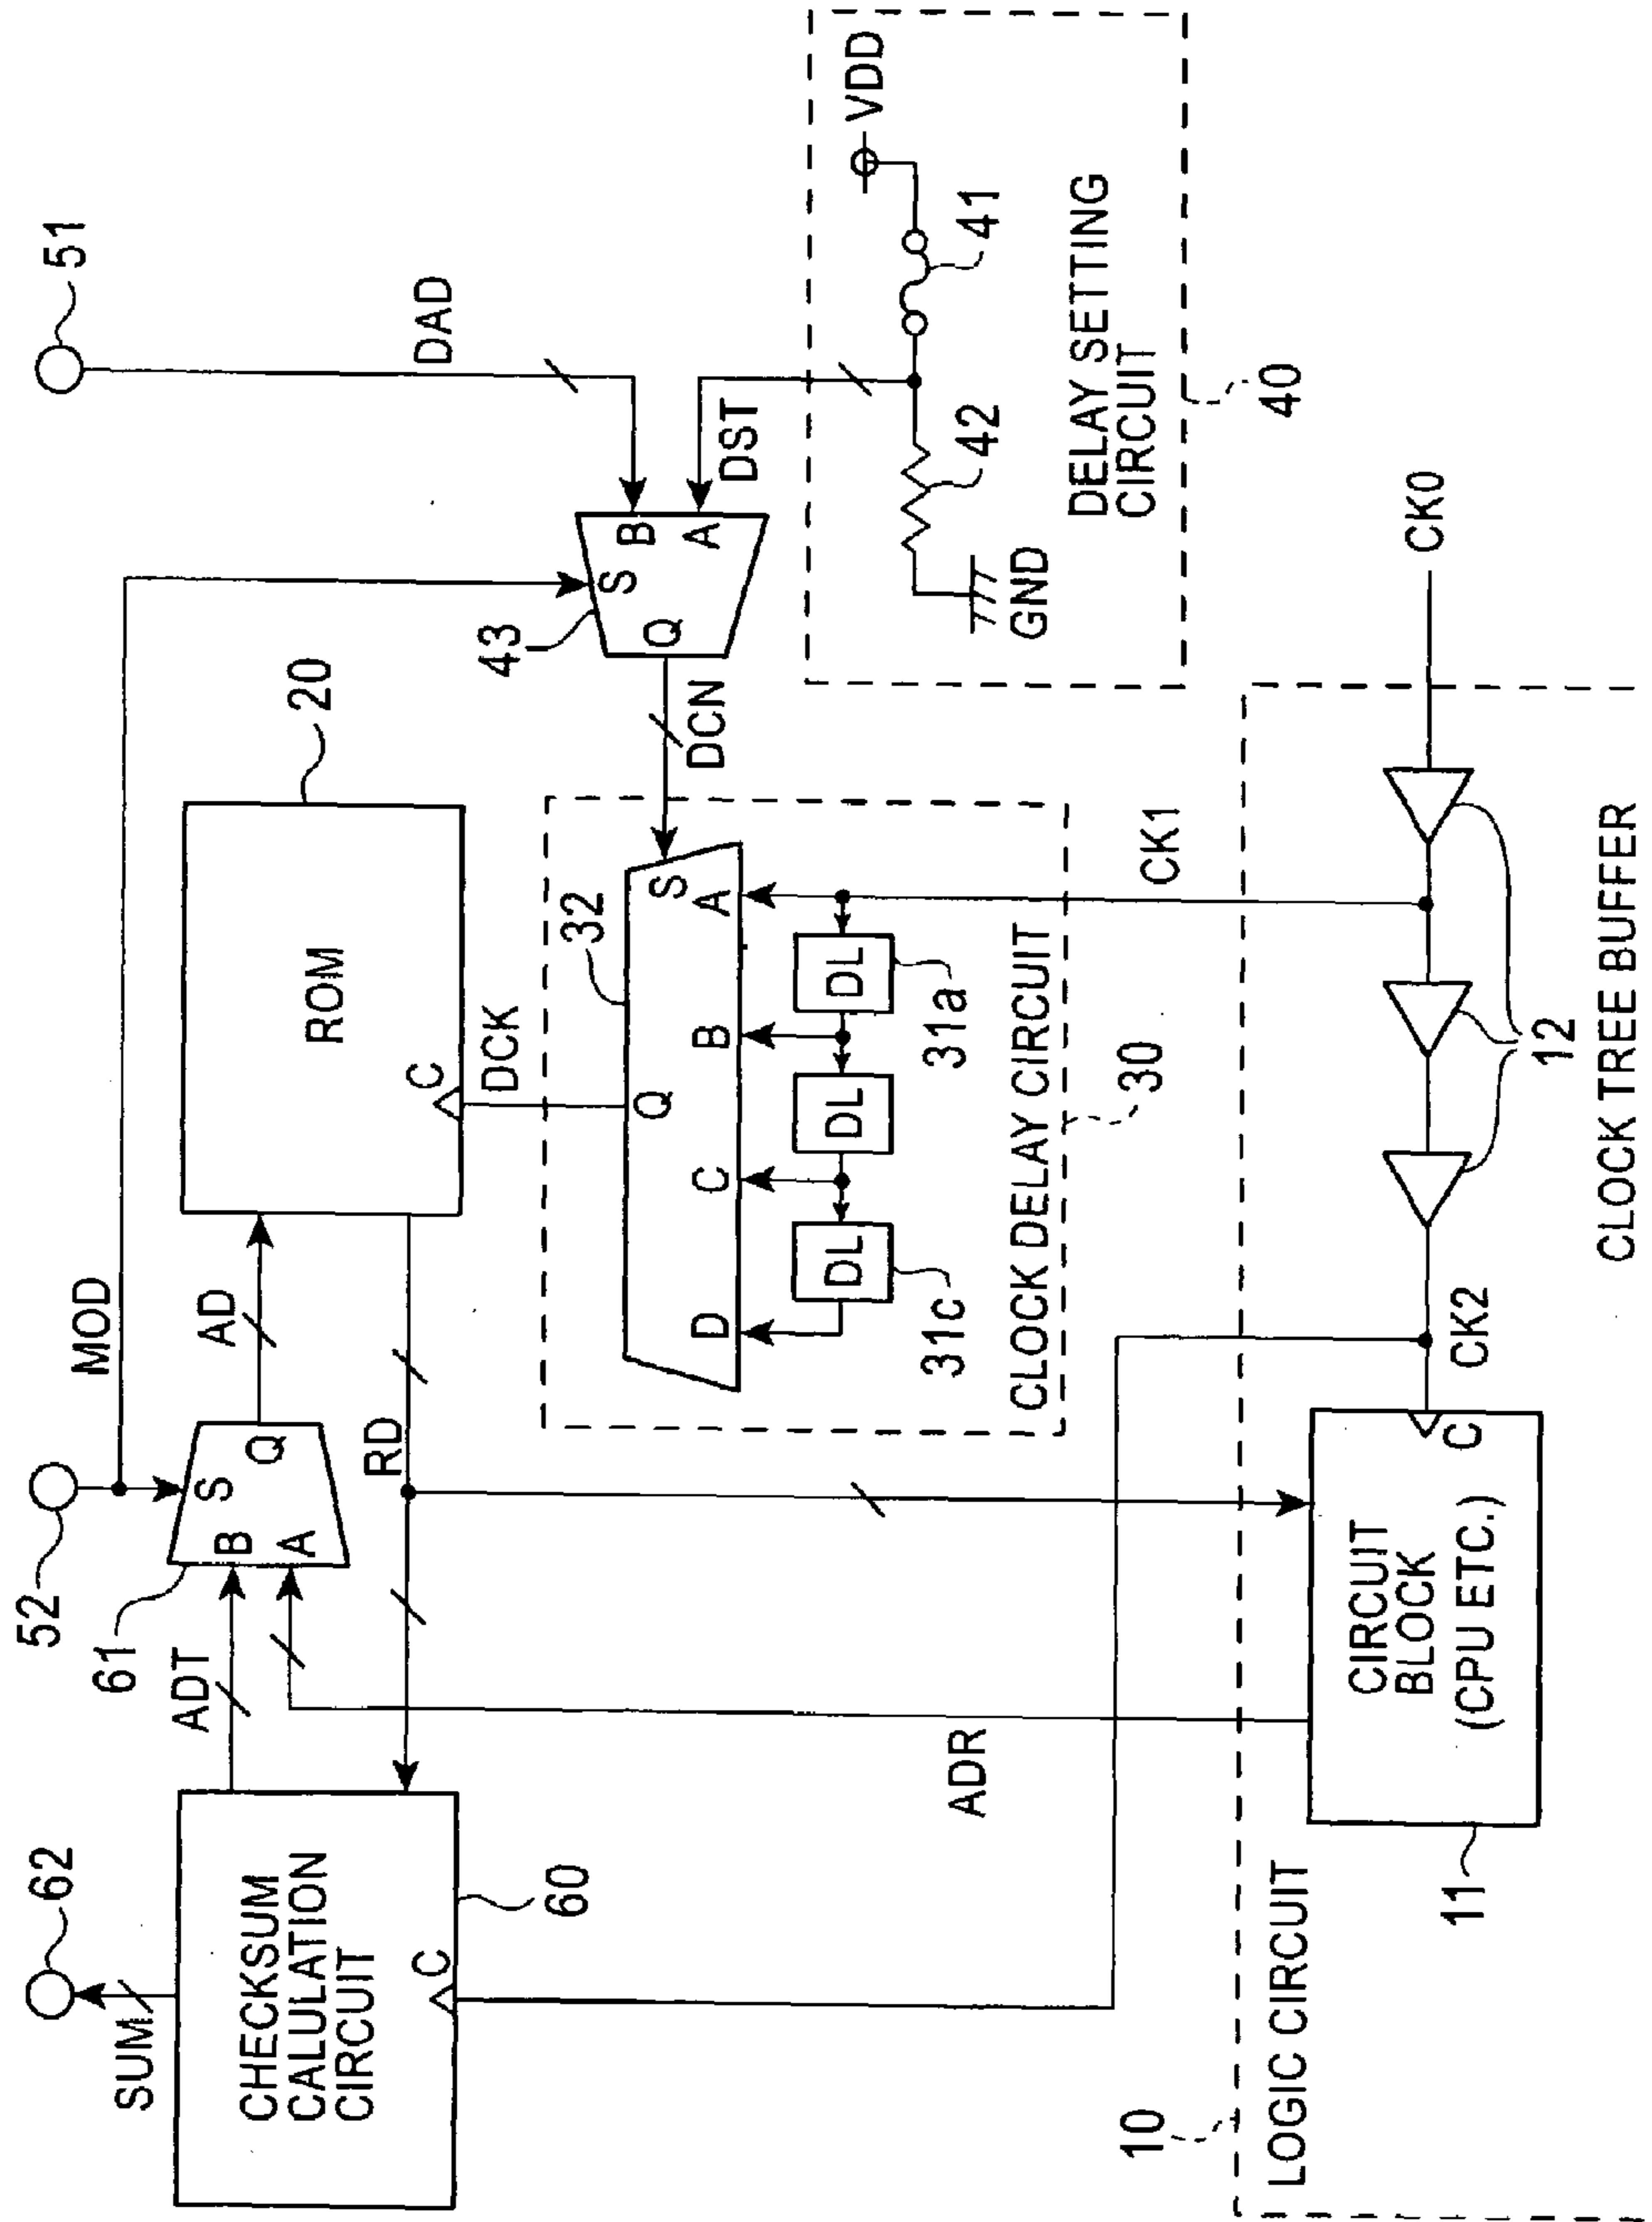 62
SUM
CHECKSUM
CALULATION
CIRCUIT
C
60
52
61
ADT
B
A
S
Q
MOD
AD
RD
ROM
20
C
DCK
51
DAD
43
S
B
A
Q
DST
DCN
32
S
A
B
C
D
Q
DL
DL
DL
31a
31c
CLOCK DELAY CIRCUIT
30
VDD
41
42
GND
DELAY SETTING
CIRCUIT
40
CK0
CK1
CK2
12
CLOCK TREE BUFFER
ADR
10
LOGIC CIRCUIT
11
CIRCUIT
BLOCK
(CPU ETC.)
C